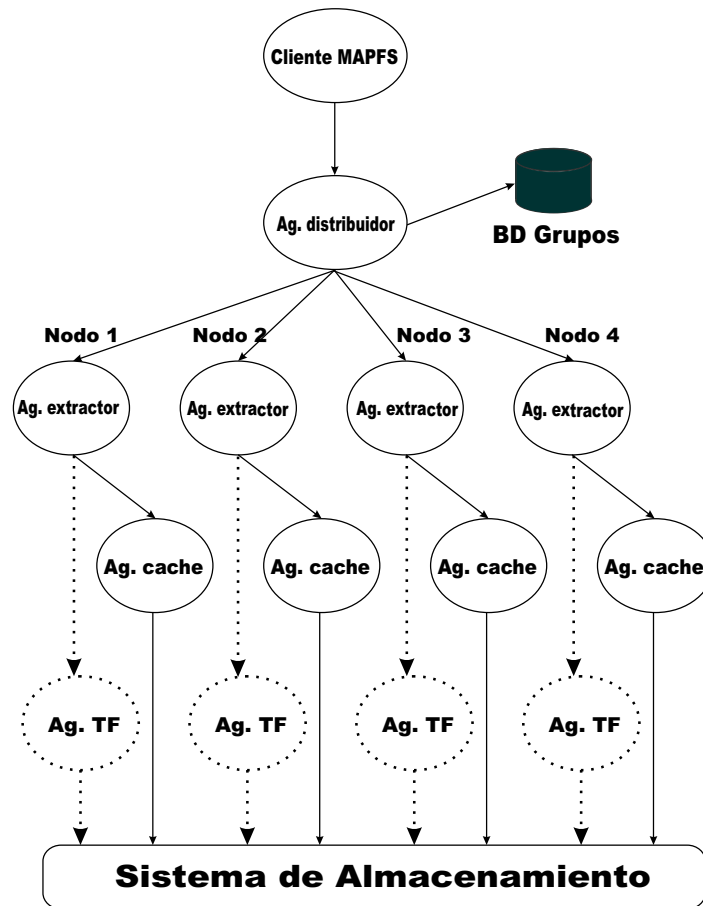 Cliente MAPFS
Ag. distribuidor
BD Grupos
Nodo 1
Nodo 2
Nodo 3
Nodo 4
Ag. extractor
Ag. extractor
Ag. extractor
Ag. extractor
Ag. cache
Ag. cache
Ag. cache
Ag. cache
Ag. TF
Ag. TF
Ag. TF
Ag. TF
Sistema de Almacenamiento